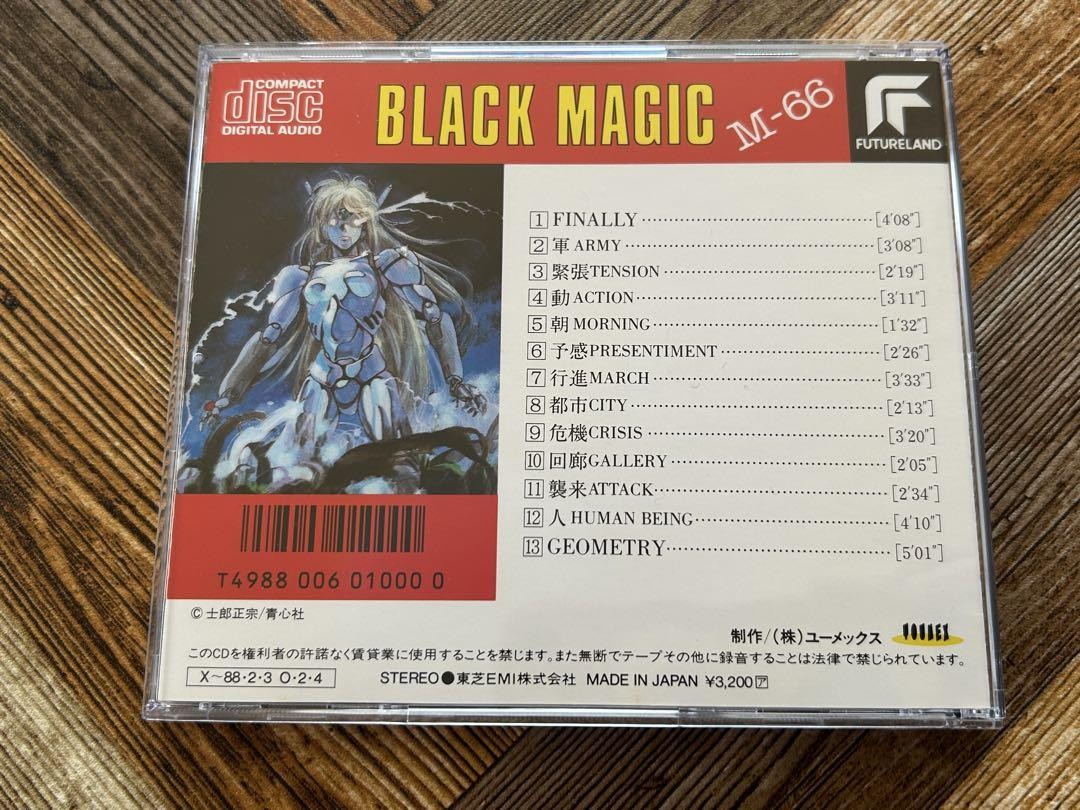 COMPACT
disc
DIGITAL AUDIO
BLACK MAGIC
M-66
FUTURELAND
1 FINALLY [4′08″]
2 軍 ARMY [3′08″]
3 緊張TENSION [2′19″]
4 動 ACTION [3′11″]
5 朝 MORNING [1′32″]
6 予感PRESENTIMENT [2′26″]
7 行進MARCH [3′33″]
8 都市CITY [2′13″]
9 危機CRISIS [3′20″]
10 回廊GALLERY [2′05″]
11 襲来ATTACK [2′34″]
12 人 HUMAN BEING [4′10″]
13 GEOMETRY [5′01″]
T4988 006 01000 0
© 士郎正宗/青心社
制作/(株)ユーメックス
YOUMEX
このCDを権利者の許諾なく賃貸業に使用することを禁じます。また無断でテープその他に録音することは法律で禁じられています。
X〜88・2・3 O・2・4
STEREO●東芝EMI株式会社 MADE IN JAPAN ¥3,200ア